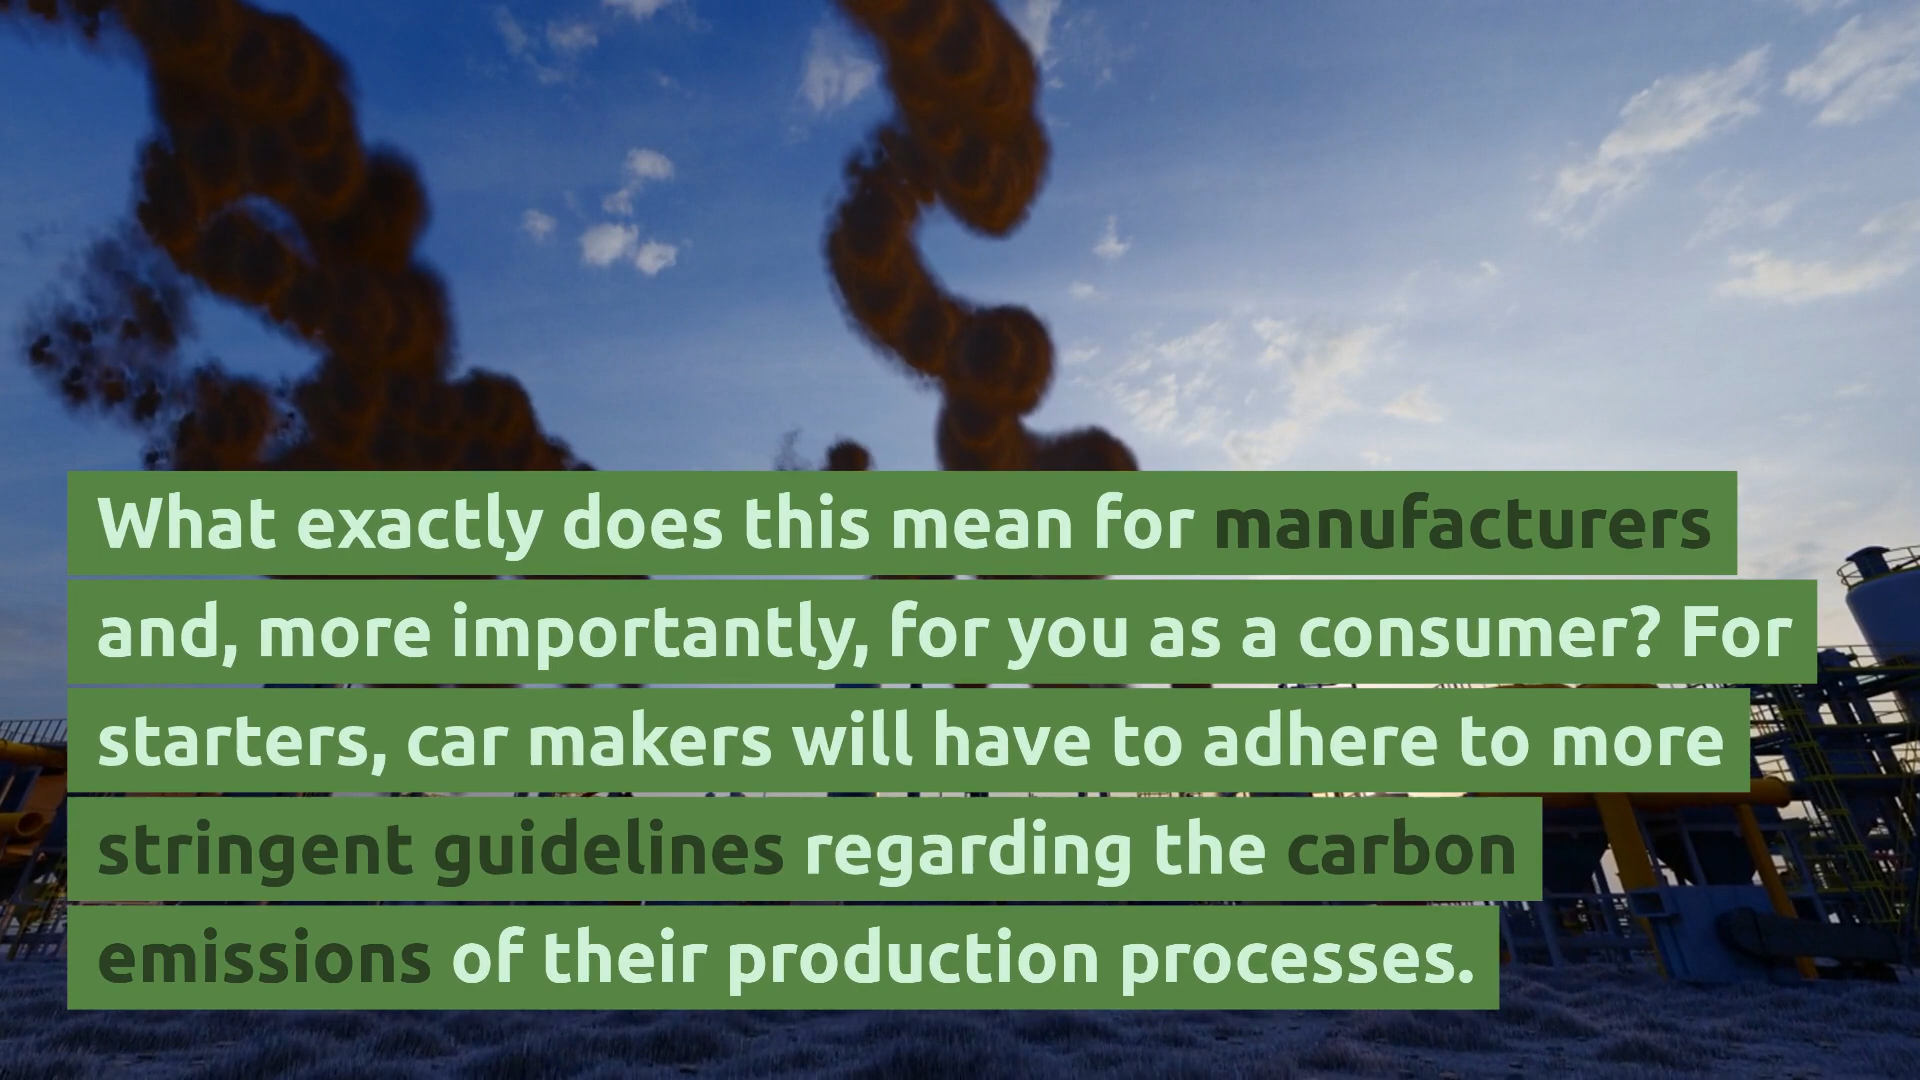 What exactly does this mean for manufacturers
and, more importantly, for you as a consumer? For
starters, car makers will have to adhere to more
stringent guidelines regarding the carbon
emissions of their production processes.